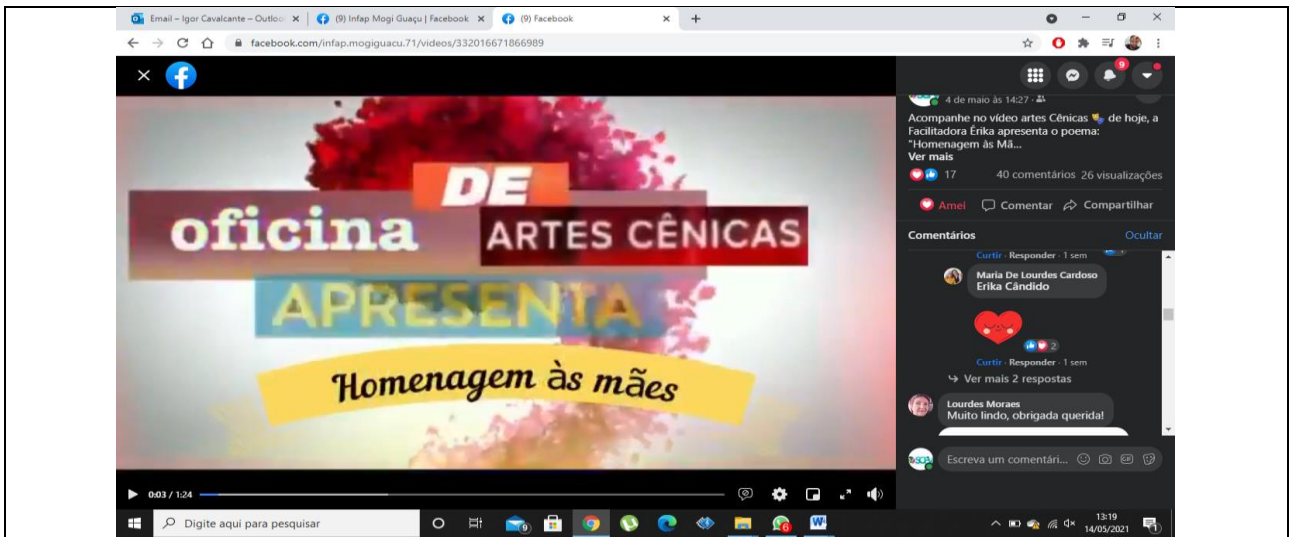 Email – Igor Cavalcante – Outloo
(9) Infap Mogi Guaçu | Facebook
(9) Facebook
facebook.com/infap.mogiguacu.71/videos/332016671866989
9
4 de maio às 14:27
Acompanhe no vídeo artes Cênicas de hoje, a
Facilitadora Érika apresenta o poema:
"Homenagem às Mã...
Ver mais
17 40 comentários 26 visualizações
Amei Comentar Compartilhar
Comentários Ocultar
Curtir · Responder · 1 sem
Maria De Lourdes Cardoso
Erika Cândido
2
Curtir · Responder · 1 sem
Ver mais 2 respostas
Lourdes Moraes
Muito lindo, obrigada querida!
Escreva um comentári...
GIF
oficina DE ARTES CÊNICAS
APRESENTA
Homenagem às mães
0:03 / 1:24
Digite aqui para pesquisar
13:19
14/05/2021